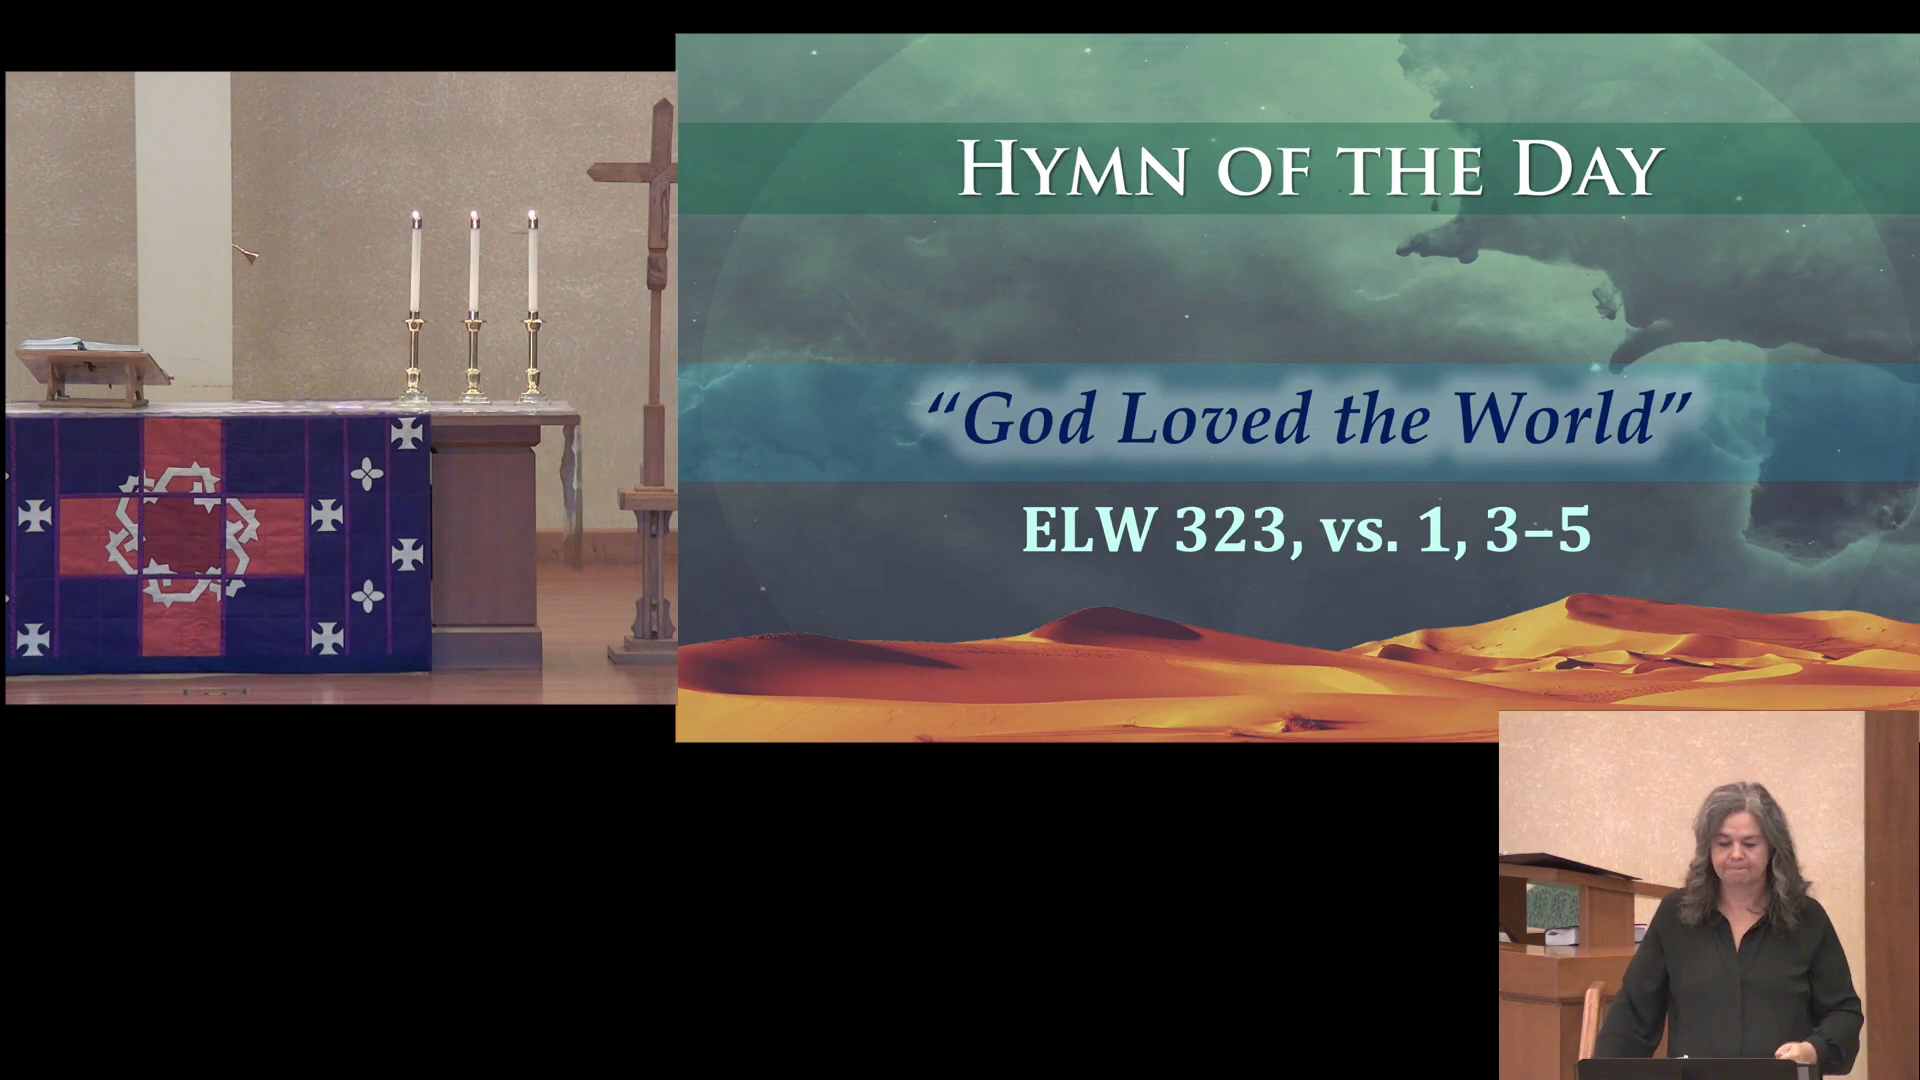 Hymn of the Day
“God Loved the World”
ELW 323, vs. 1, 3–5